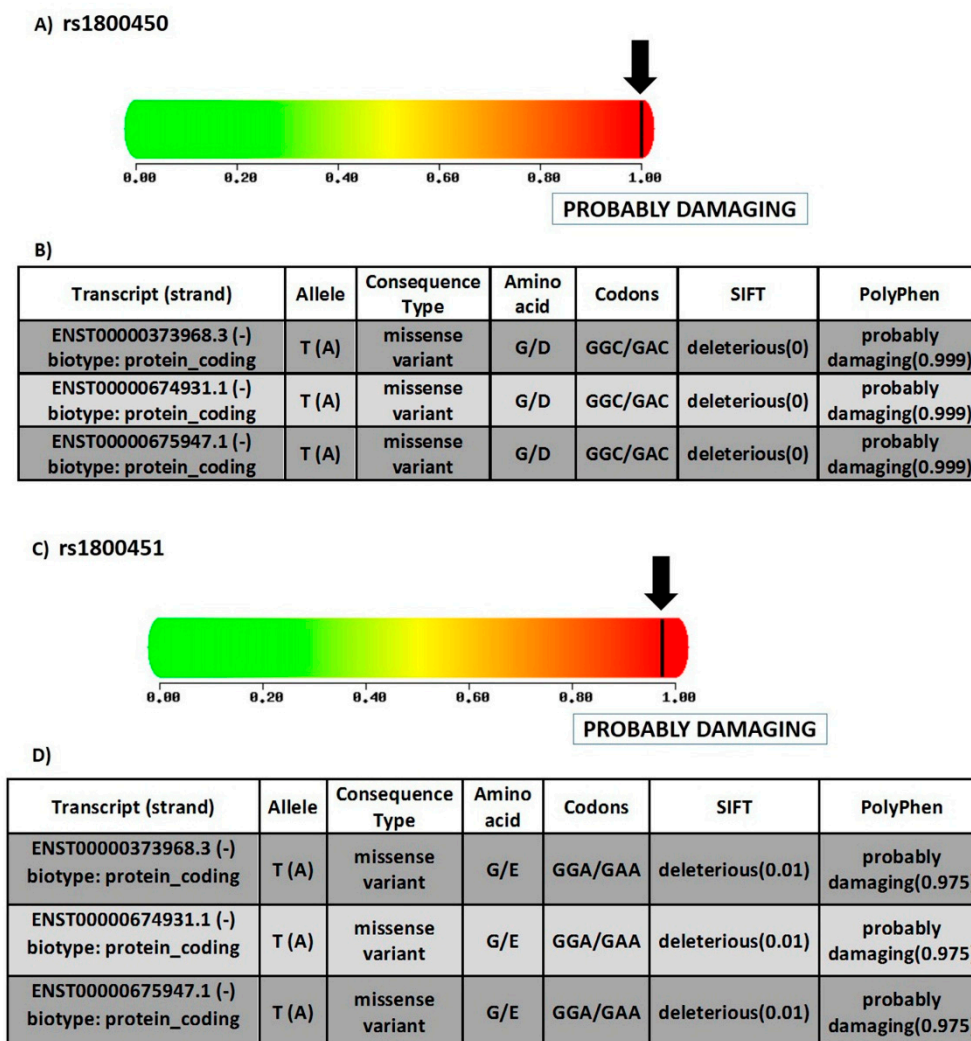 A) rs1800450
0.00 0.20 0.40 0.60 0.80 1.00
PROBABLY DAMAGING
B)
Transcript (strand) Allele Consequence Type Amino acid Codons SIFT PolyPhen
ENST00000373968.3 (-) biotype: protein_coding T (A) missense variant G/D GGC/GAC deleterious(0) probably damaging(0.999)
ENST00000674931.1 (-) biotype: protein_coding T (A) missense variant G/D GGC/GAC deleterious(0) probably damaging(0.999)
ENST00000675947.1 (-) biotype: protein_coding T (A) missense variant G/D GGC/GAC deleterious(0) probably damaging(0.999)
C) rs1800451
0.00 0.20 0.40 0.60 0.80 1.00
PROBABLY DAMAGING
D)
Transcript (strand) Allele Consequence Type Amino acid Codons SIFT PolyPhen
ENST00000373968.3 (-) biotype: protein_coding T (A) missense variant G/E GGA/GAA deleterious(0.01) probably damaging(0.975
ENST00000674931.1 (-) biotype: protein_coding T (A) missense variant G/E GGA/GAA deleterious(0.01) probably damaging(0.975
ENST00000675947.1 (-) biotype: protein_coding T (A) missense variant G/E GGA/GAA deleterious(0.01) probably damaging(0.975